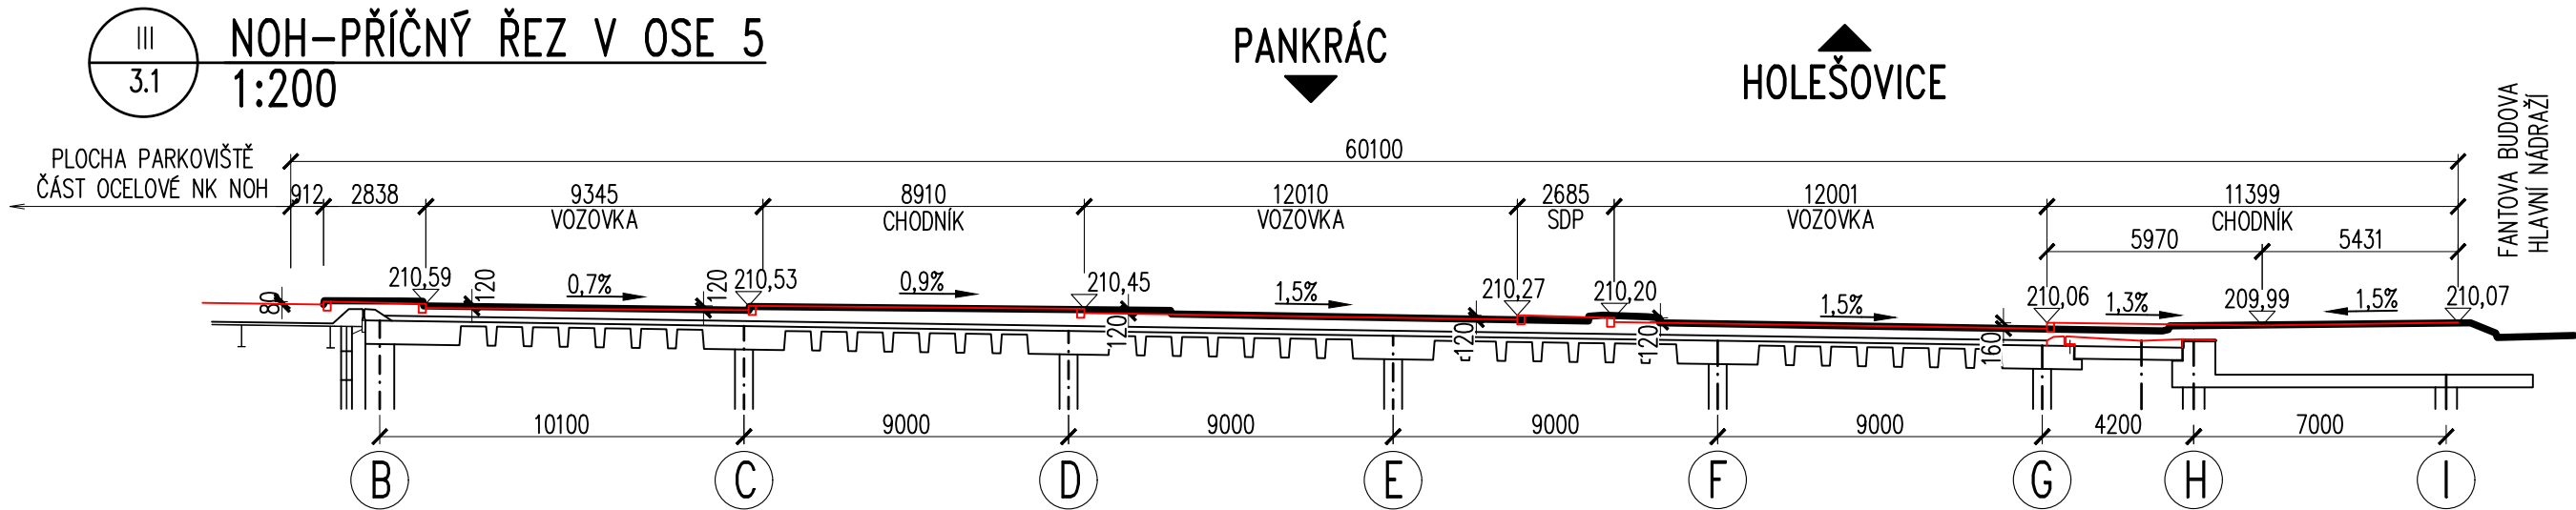 III
3.1
NOH-PŘÍČNÝ ŘEZ V OSE 5
1:200
PANKRÁC
HOLEŠOVICE
FANTOVA BUDOVA
HLAVNÍ NÁDRAŽÍ
PLOCHA PARKOVIŠTĚ
ČÁST OCELOVÉ NK NOH
60100
912 2838 9345 8910 12010 2685 12001 11399
VOZOVKA CHODNÍK VOZOVKA SDP VOZOVKA CHODNÍK
5970 5431
80 210,59 120 0,7% 120 210,53 0,9% 210,45 120 1,5% 120 210,27 210,20 120 1,5% 160 210,06 1,3% 209,99 1,5% 210,07
10100 9000 9000 9000 9000 4200 7000
B C D E F G H I